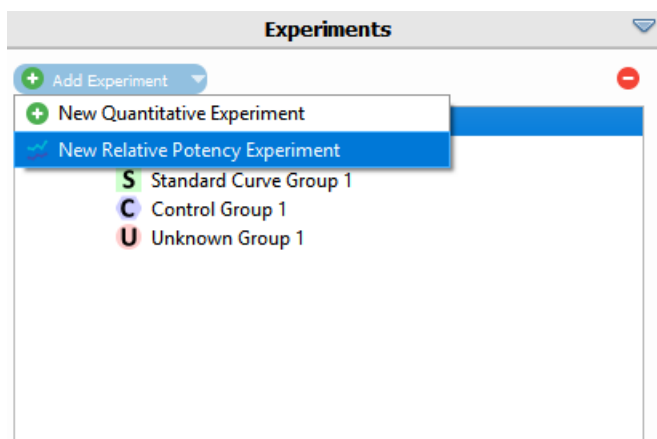 Experiments
Add Experiment
New Quantitative Experiment
New Relative Potency Experiment
S Standard Curve Group 1
C Control Group 1
U Unknown Group 1